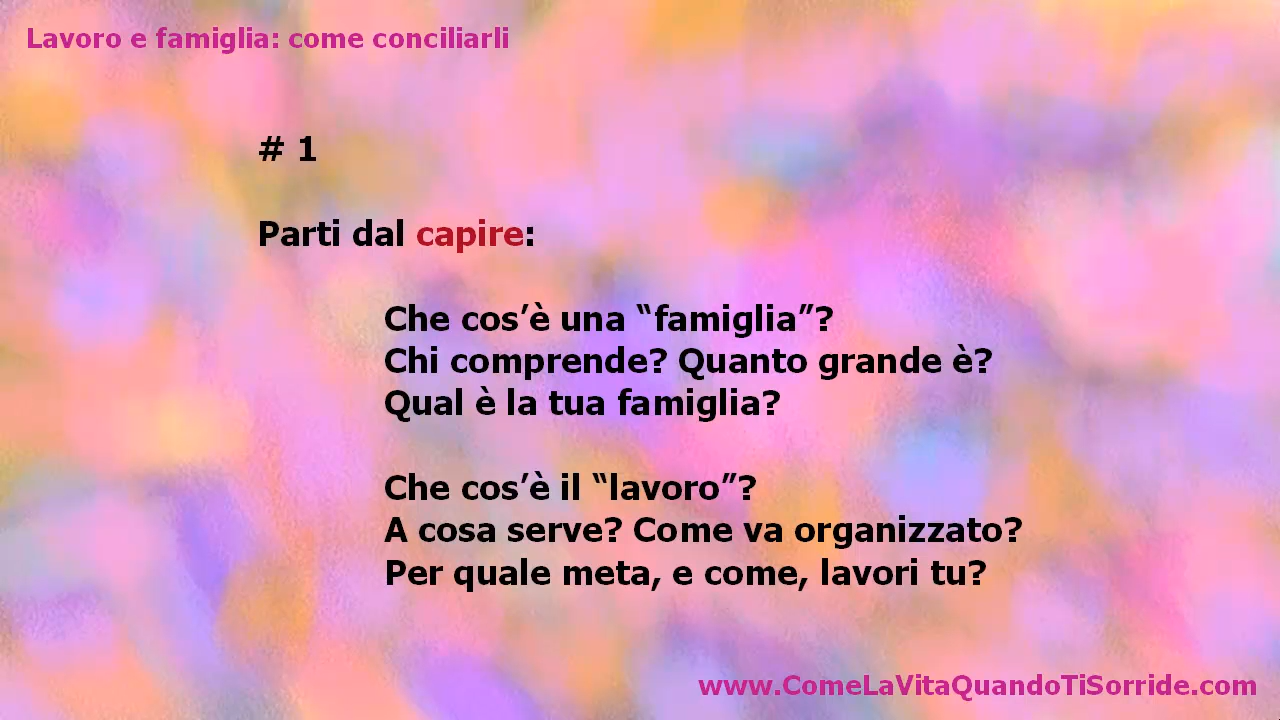 Lavoro e famiglia: come conciliarli
# 1
Parti dal capire:
Che cos’è una “famiglia”?
Chi comprende? Quanto grande è?
Qual è la tua famiglia?
Che cos’è il “lavoro”?
A cosa serve? Come va organizzato?
Per quale meta, e come, lavori tu?
www.ComeLaVitaQuandoTiSorride.com